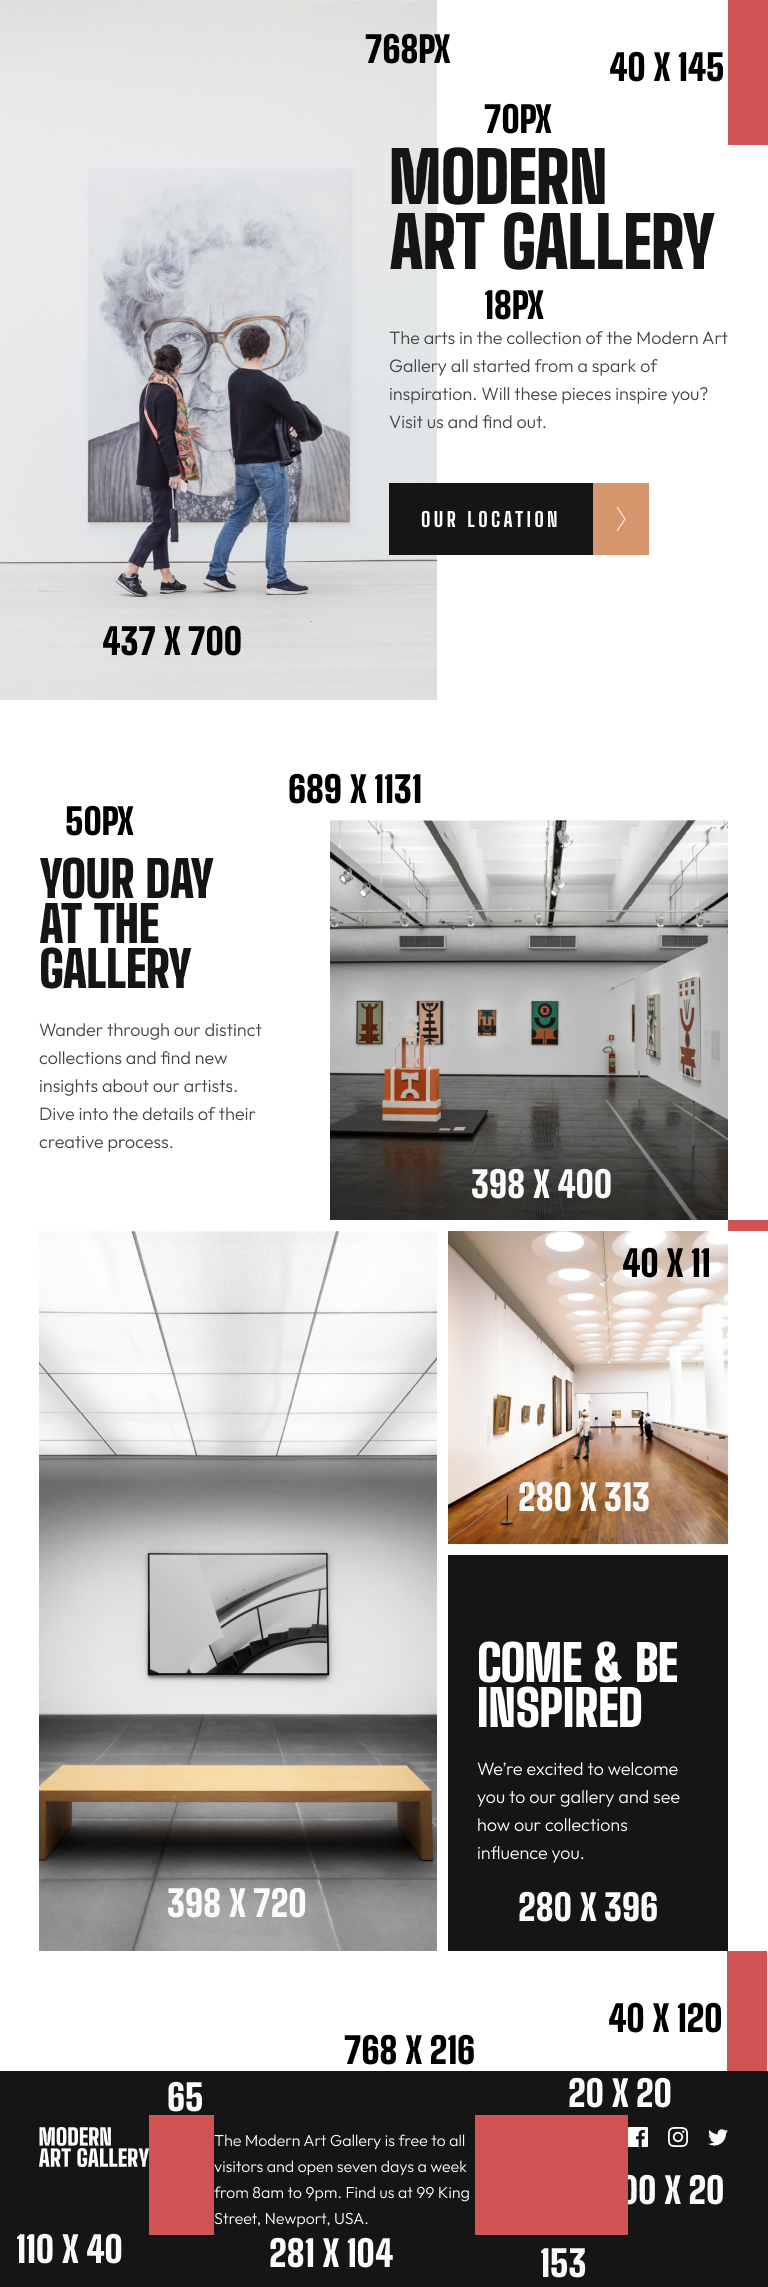 768PX
40 X 145
70PX
MODERN
ART GALLERY
18PX
The arts in the collection of the Modern Art
Gallery all started from a spark of
inspiration. Will these pieces inspire you?
Visit us and find out.
OUR LOCATION
437 X 700
689 X 1131
50PX
YOUR DAY
AT THE
GALLERY
Wander through our distinct
collections and find new
insights about our artists.
Dive into the details of their
creative process.
398 X 400
40 X 11
280 X 313
COME & BE
INSPIRED
We’re excited to welcome
you to our gallery and see
how our collections
influence you.
398 X 720
280 X 396
40 X 120
768 X 216
65
20 X 20
MODERN
ART GALLERY
The Modern Art Gallery is free to all
visitors and open seven days a week
from 8am to 9pm. Find us at 99 King
Street, Newport, USA.
00 X 20
110 X 40
281 X 104
153